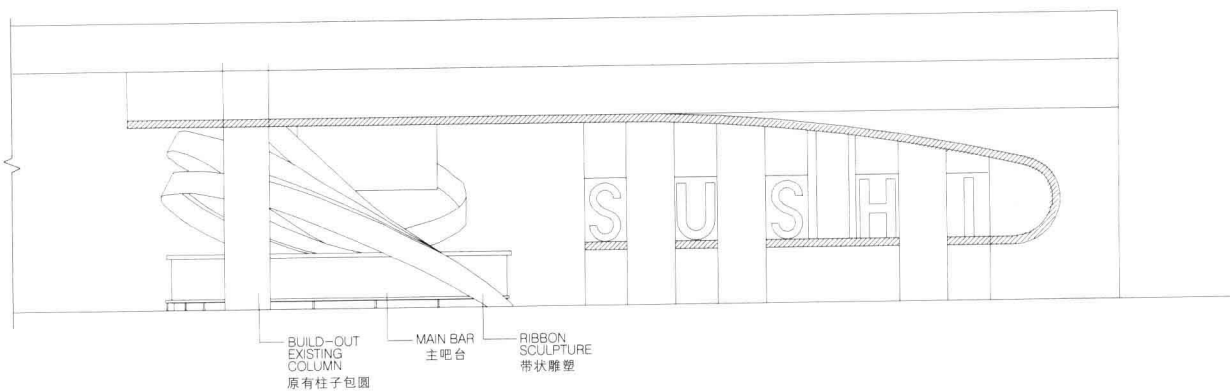 SUSHI
BUILD-OUT
EXISTING
COLUMN
原有柱子包圆
MAIN BAR
主吧台
RIBBON
SCULPTURE
带状雕塑